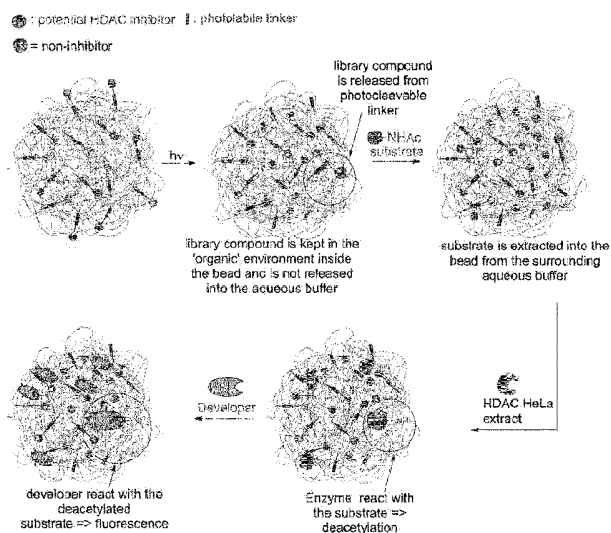 : potential HDAC inhibitor : photolabile linker
= non-inhibitor
library compound
is released from
photocleavable
linker
hν
NHAc
substrate
library compound is kept in the
'organic' environment inside
the bead and is not released
into the aqueous buffer
substrate is extracted into the
bead from the surrounding
aqueous buffer
HDAC HeLa
extract
Developer
developer react with the
deacetylated
substrate => fluorescence
Enzyme react with
the substrate =>
deacetylation